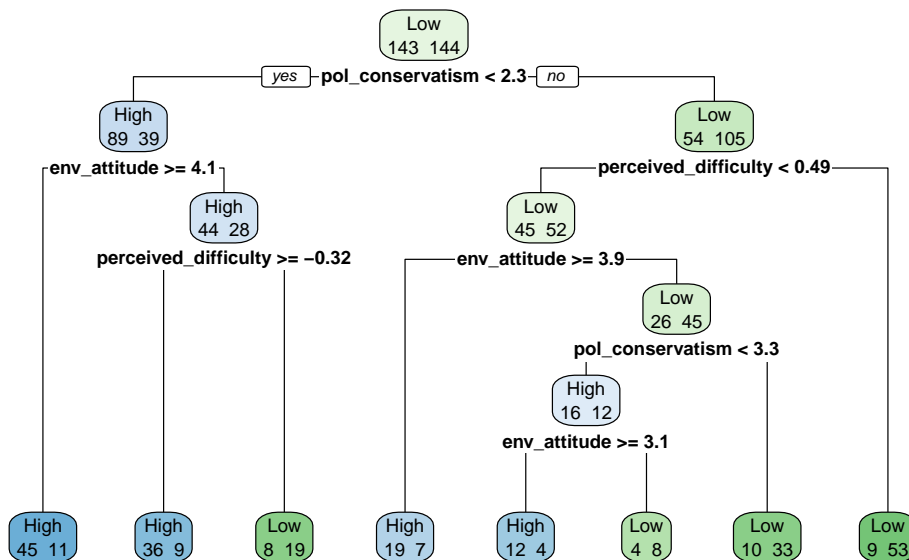 Low
143 144
yes pol_conservatism < 2.3 no
High
89 39
Low
54 105
env_attitude >= 4.1
perceived_difficulty < 0.49
High
44 28
Low
45 52
perceived_difficulty >= −0.32
env_attitude >= 3.9
Low
26 45
pol_conservatism < 3.3
High
16 12
env_attitude >= 3.1
High
45 11
High
36 9
Low
8 19
High
19 7
High
12 4
Low
4 8
Low
10 33
Low
9 53